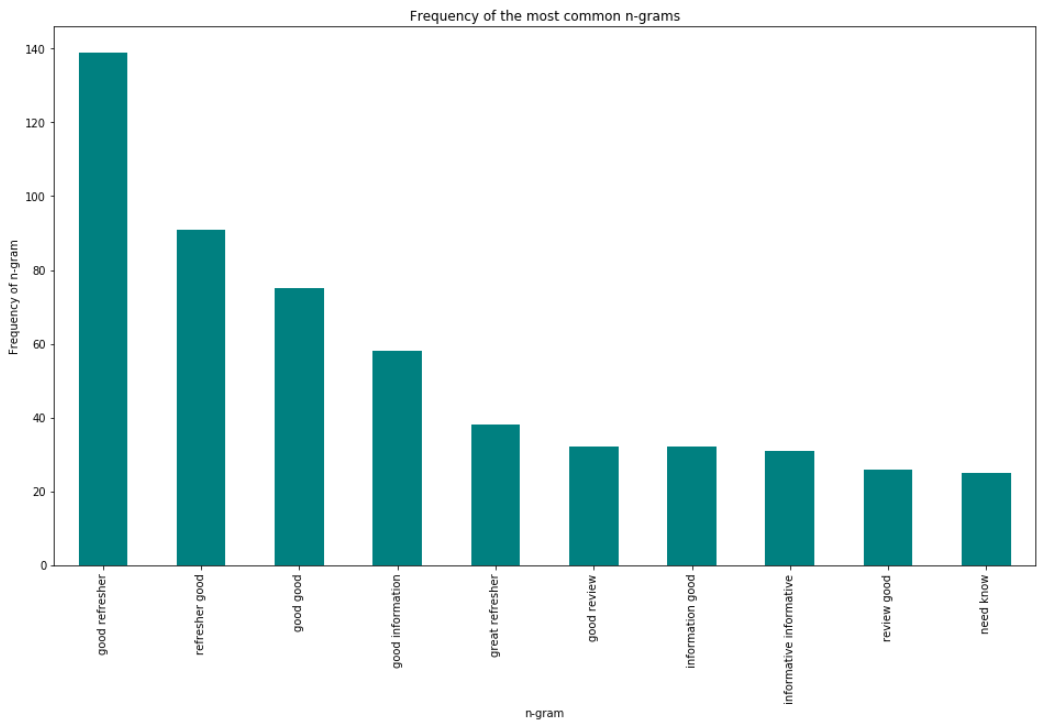 Frequency of the most common n-grams
Frequency of n-gram
140
120
100
80
60
40
20
0
good refresher
refresher good
good good
good information
great refresher
good review
information good
informative informative
review good
need know
n-gram